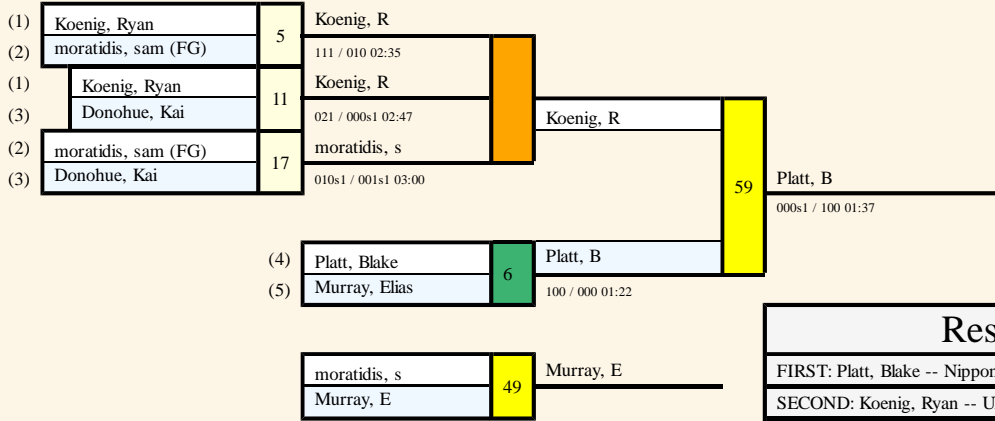 (1) Koenig, Ryan 5 Koenig, R
(2) moratidis, sam (FG) 111 / 010 02:35
(1) Koenig, Ryan 11 Koenig, R
(3) Donohue, Kai 021 / 000s1 02:47
(2) moratidis, sam (FG) 17 moratidis, s
(3) Donohue, Kai 010s1 / 001s1 03:00
Koenig, R
59 Platt, B
000s1 / 100 01:37
(4) Platt, Blake 6 Platt, B
(5) Murray, Elias 100 / 000 01:22
moratidis, s 49 Murray, E
Murray, E
Res
FIRST: Platt, Blake -- Nippon
SECOND: Koenig, Ryan -- U